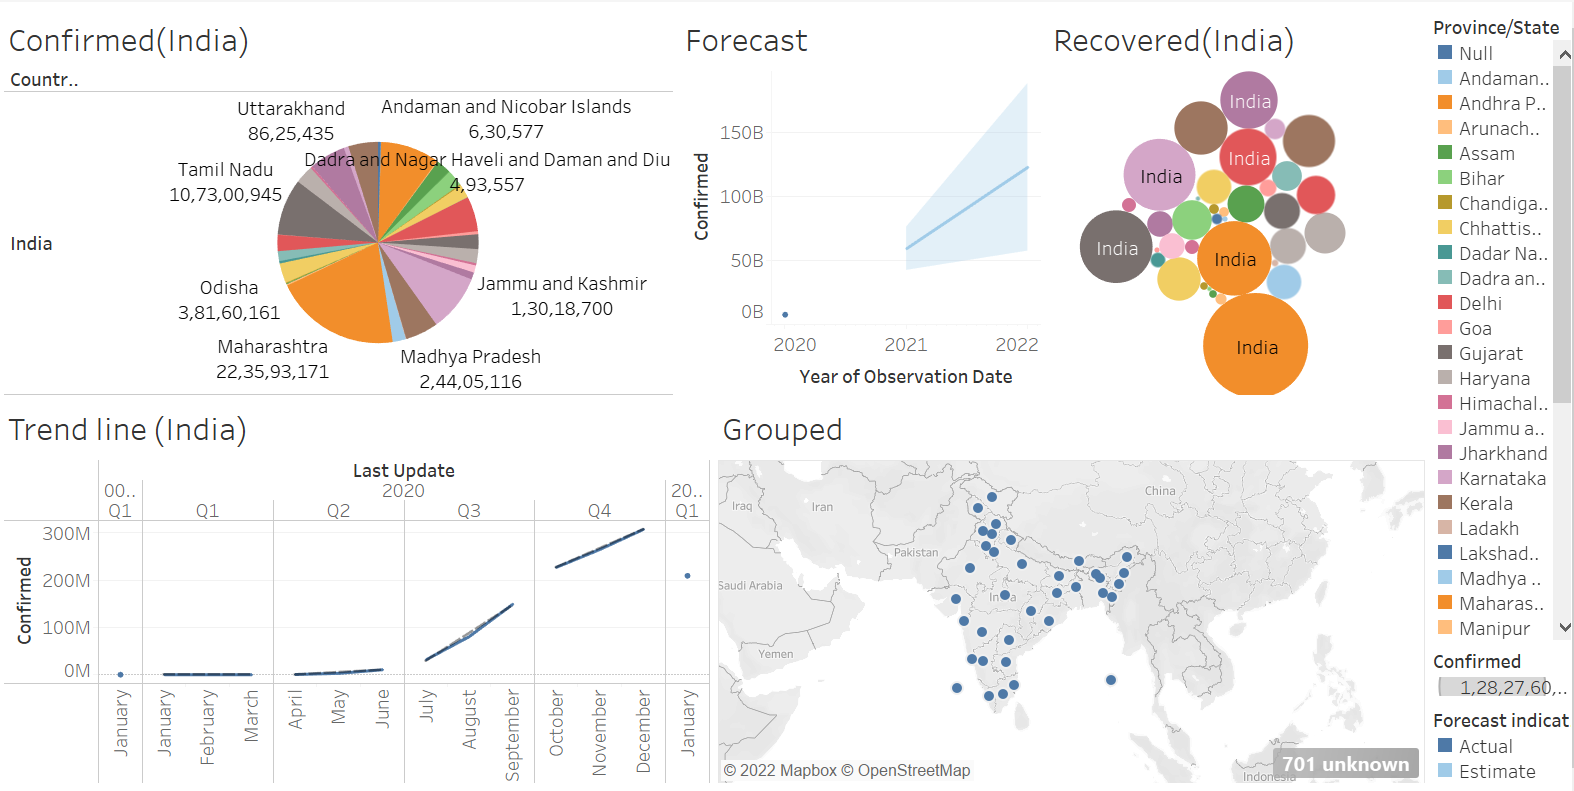 Confirmed(India)
Countr..
India
Uttarakhand
86,25,435
Andaman and Nicobar Islands
6,30,577
Dadra and Nagar Haveli and Daman and Diu
4,93,557
Tamil Nadu
10,73,00,945
Jammu and Kashmir
1,30,18,700
Odisha
3,81,60,161
Maharashtra
22,35,93,171
Madhya Pradesh
2,44,05,116
Forecast
Confirmed
150B
100B
50B
0B
2020
2021
2022
Year of Observation Date
Recovered(India)
India
India
India
India
India
India
Trend line (India)
Last Update
00..
2020
20..
Q1
Q1
Q2
Q3
Q4
Q1
Confirmed
300M
200M
100M
0M
January
January
February
March
April
May
June
July
August
September
October
November
December
January
Grouped
China
Iraq
Iran
Pakistan
Saudi Arabia
India
Yemen
Indonesia
© 2022 Mapbox © OpenStreetMap
701 unknown
Province/State
Null
Andaman..
Andhra P..
Arunach..
Assam
Bihar
Chandiga..
Chhattis..
Dadar Na..
Dadra an..
Delhi
Goa
Gujarat
Haryana
Himachal..
Jammu a..
Jharkhand
Karnataka
Kerala
Ladakh
Lakshad..
Madhya ..
Maharas..
Manipur
Confirmed
1,28,27,60,..
Forecast indicat
Actual
Estimate